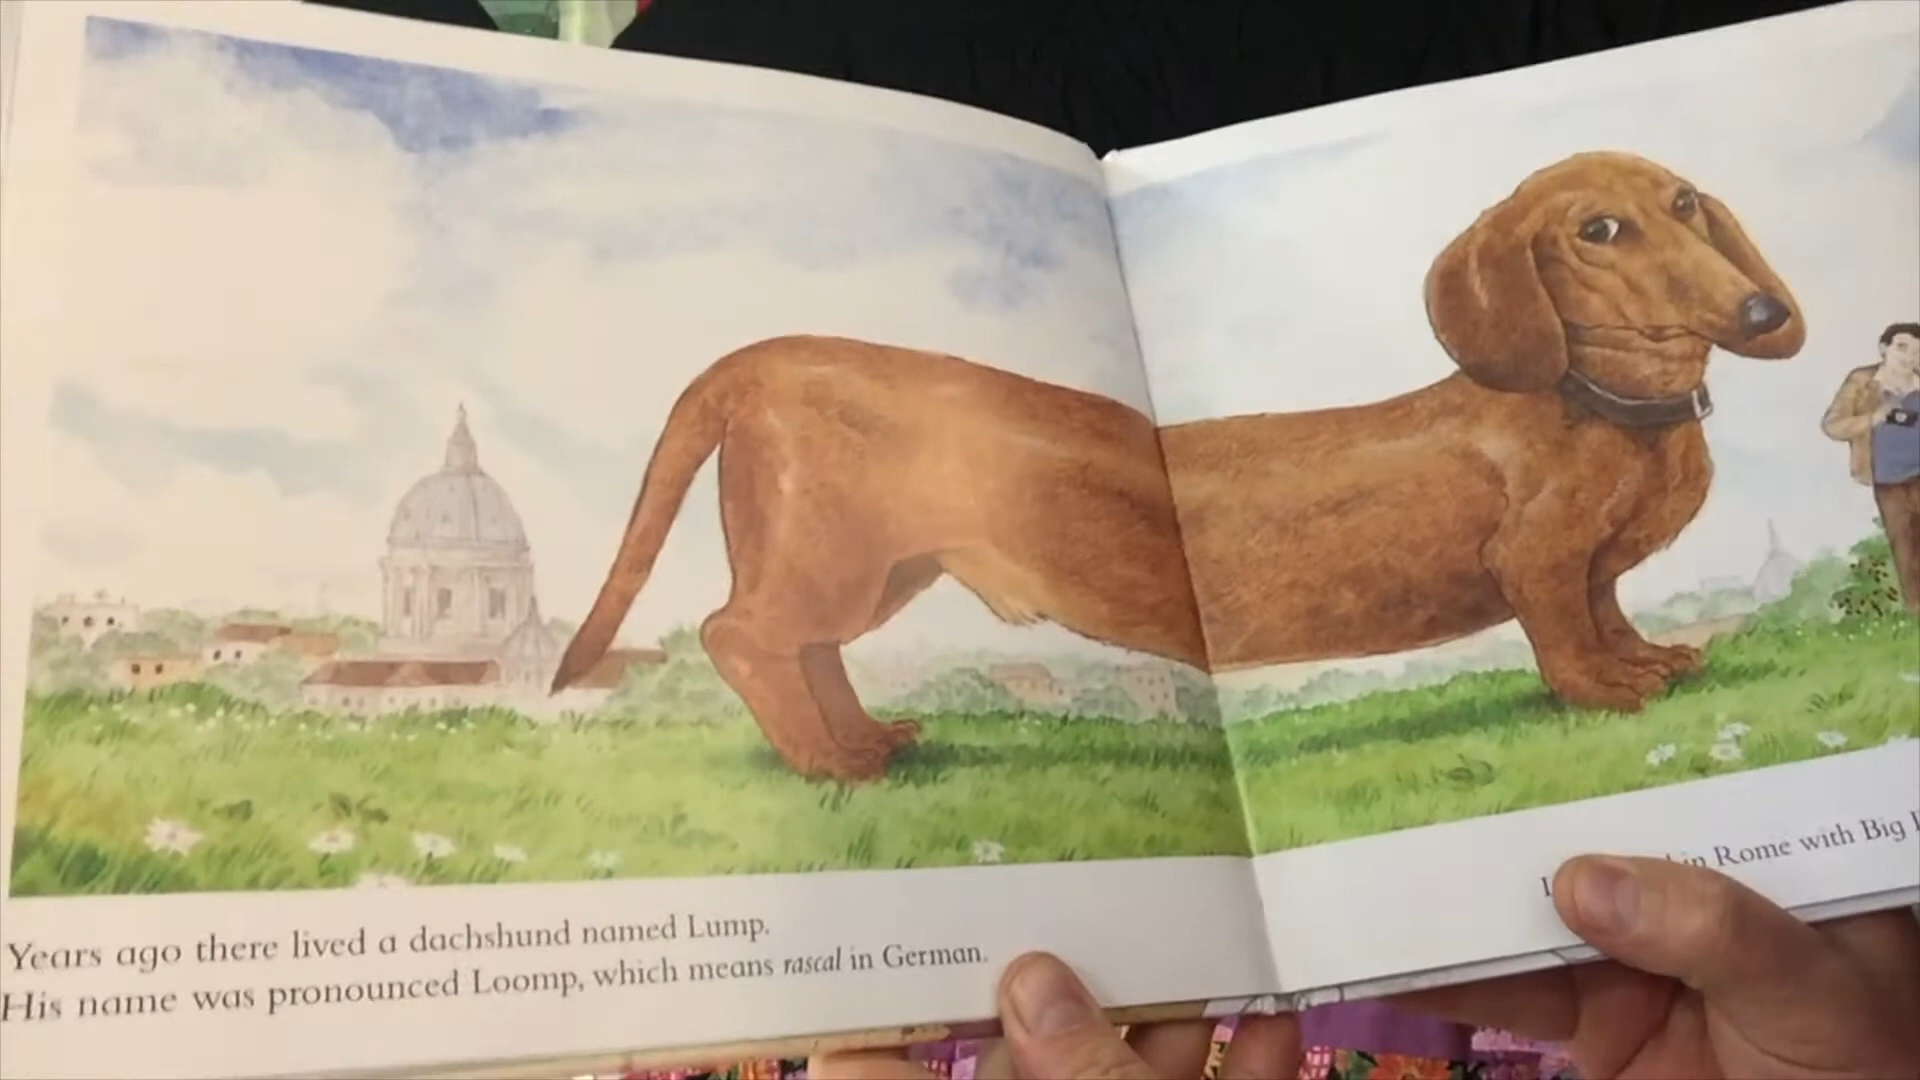 Years ago there lived a dachshund named Lump.
His name was pronounced Loomp, which means rascal in German.
in Rome with Big